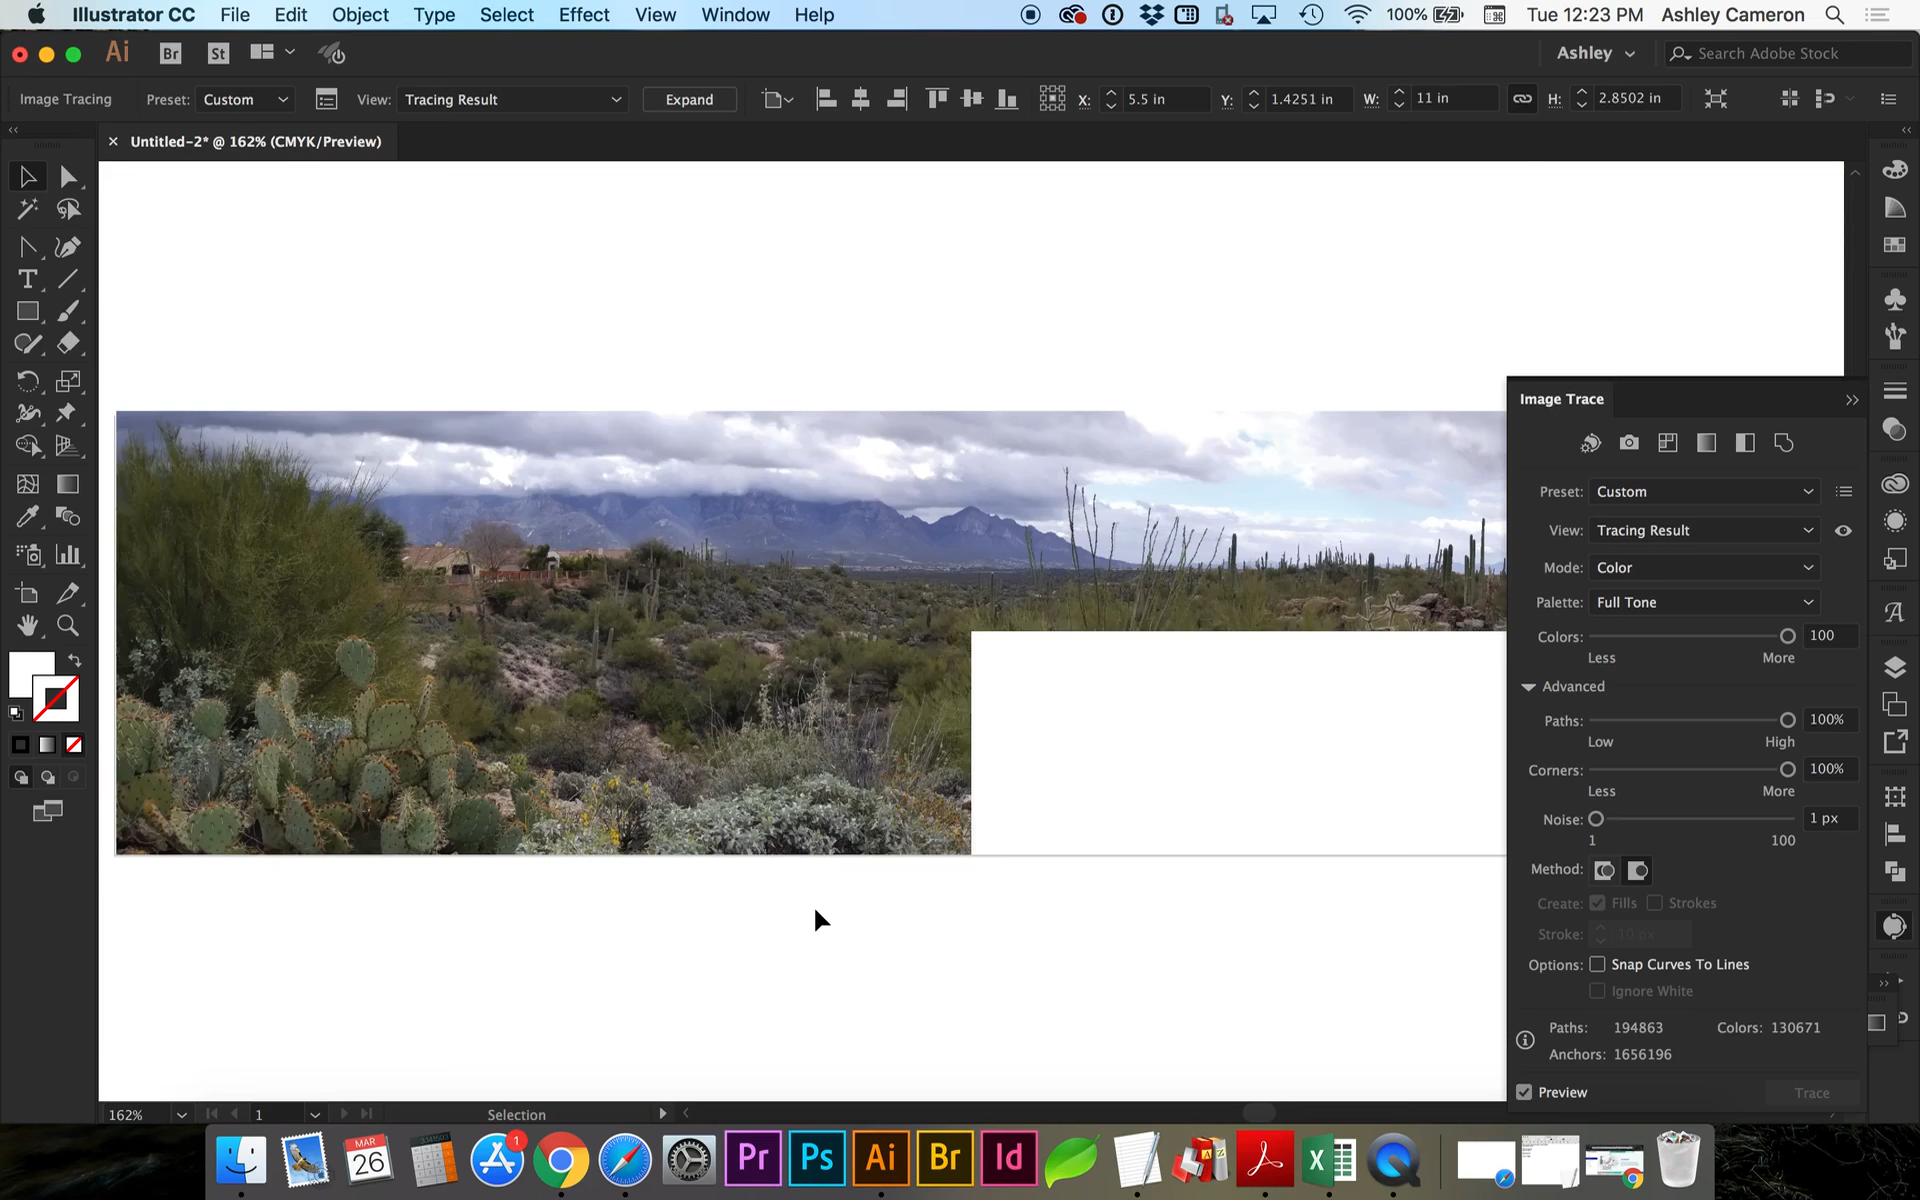 Illustrator CC File Edit Object Type Select Effect View Window Help 100% Tue 12:23 PM Ashley Cameron
Ai Br St Ashley Search Adobe Stock
Image Tracing Preset: Custom View: Tracing Result Expand X: 5.5 in Y: 1.4251 in W: 11 in H: 2.8502 in
× Untitled-2* @ 162% (CMYK/Preview)
Image Trace
Preset: Custom
View: Tracing Result
Mode: Color
Palette: Full Tone
Colors: 100
Less More
Advanced
Paths: 100%
Low High
Corners: 100%
Less More
Noise: 1 px
1 100
Method:
Create: Fills Strokes
Stroke: 10 px
Options: Snap Curves To Lines
Ignore White
Paths: 194863 Colors: 130671
Anchors: 1656196
Preview Trace
162% 1 Selection
MAR
26
1
Pr Ps Ai Br Id